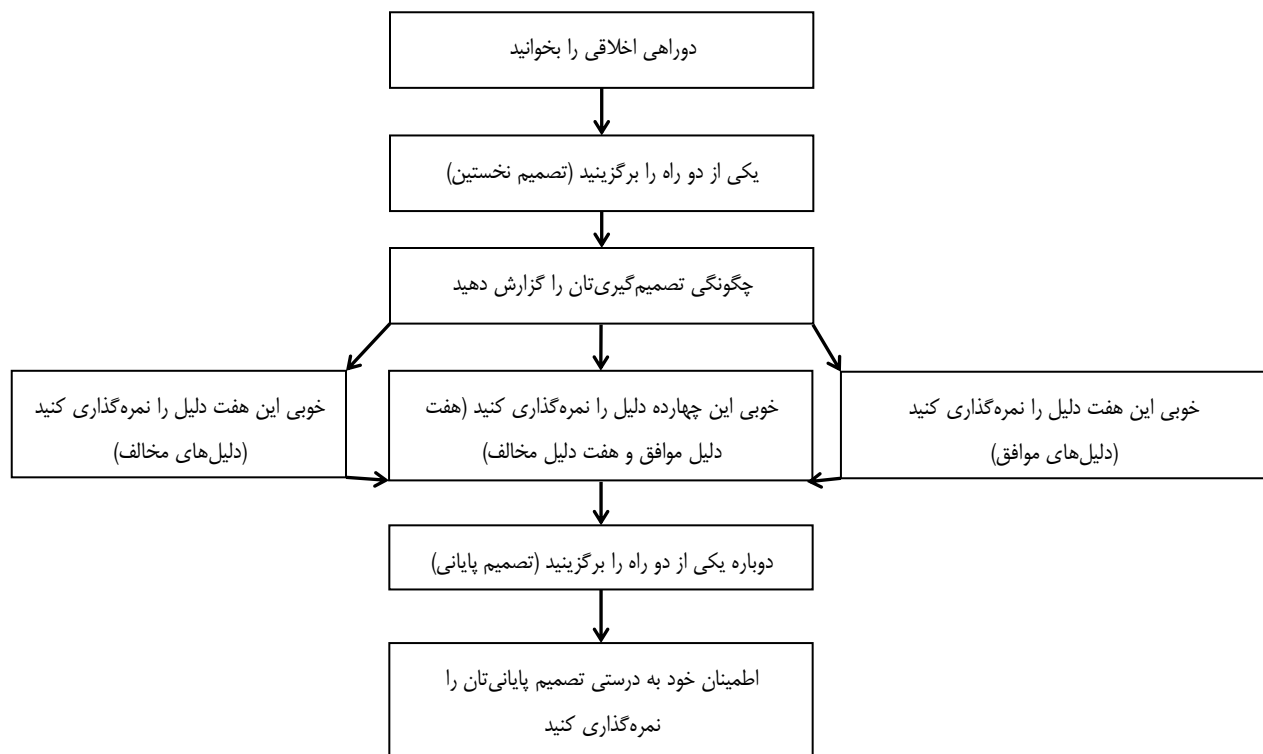 دوراهی اخلاقی را بخوانید
یکی از دو راه را برگزینید (تصمیم نخستین)
چگونگی تصمیم‌گیری‌تان را گزارش دهید
خوبی این هفت دلیل را نمره‌گذاری کنید
(دلیل‌های موافق)
خوبی این چهارده دلیل را نمره‌گذاری کنید (هفت
دلیل موافق و هفت دلیل مخالف)
خوبی این هفت دلیل را نمره‌گذاری کنید
(دلیل‌های مخالف)
دوباره یکی از دو راه را برگزینید (تصمیم پایانی)
اطمینان خود به درستی تصمیم پایانی‌تان را
نمره‌گذاری کنید